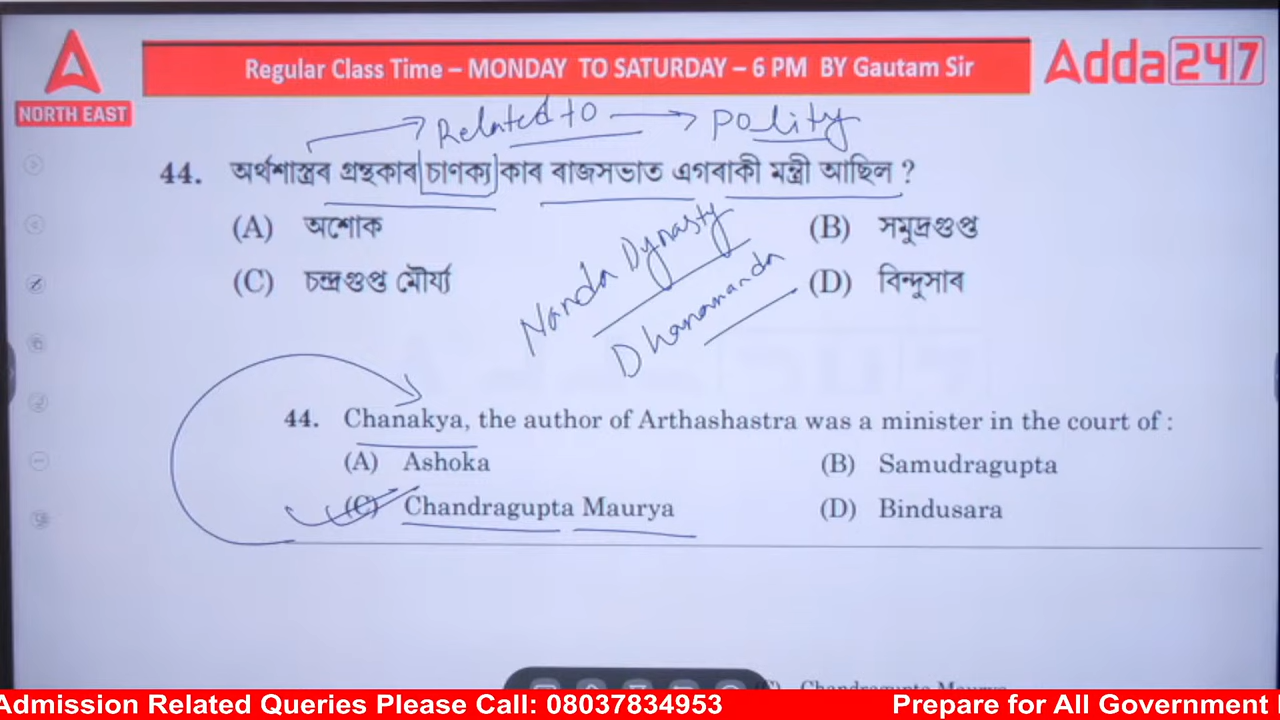 Regular Class Time – MONDAY TO SATURDAY – 6 PM BY Gautam Sir
Adda247
NORTH EAST
Related to → Polity
44. অৰ্থশাস্ত্ৰৰ গ্ৰন্থকাৰ চাণক্য কাৰ ৰাজসভাত এগৰাকী মন্ত্ৰী আছিল ?
(A) অশোক
(B) সমুদ্ৰগুপ্ত
Nanda Dynasty
(C) চন্দ্ৰগুপ্ত মৌৰ্য্য
(D) বিন্দুসাৰ
Dhanananda
44. Chanakya, the author of Arthashastra was a minister in the court of :
(A) Ashoka
(B) Samudragupta
(C) Chandragupta Maurya
(D) Bindusara
Admission Related Queries Please Call: 08037834953
Prepare for All Government